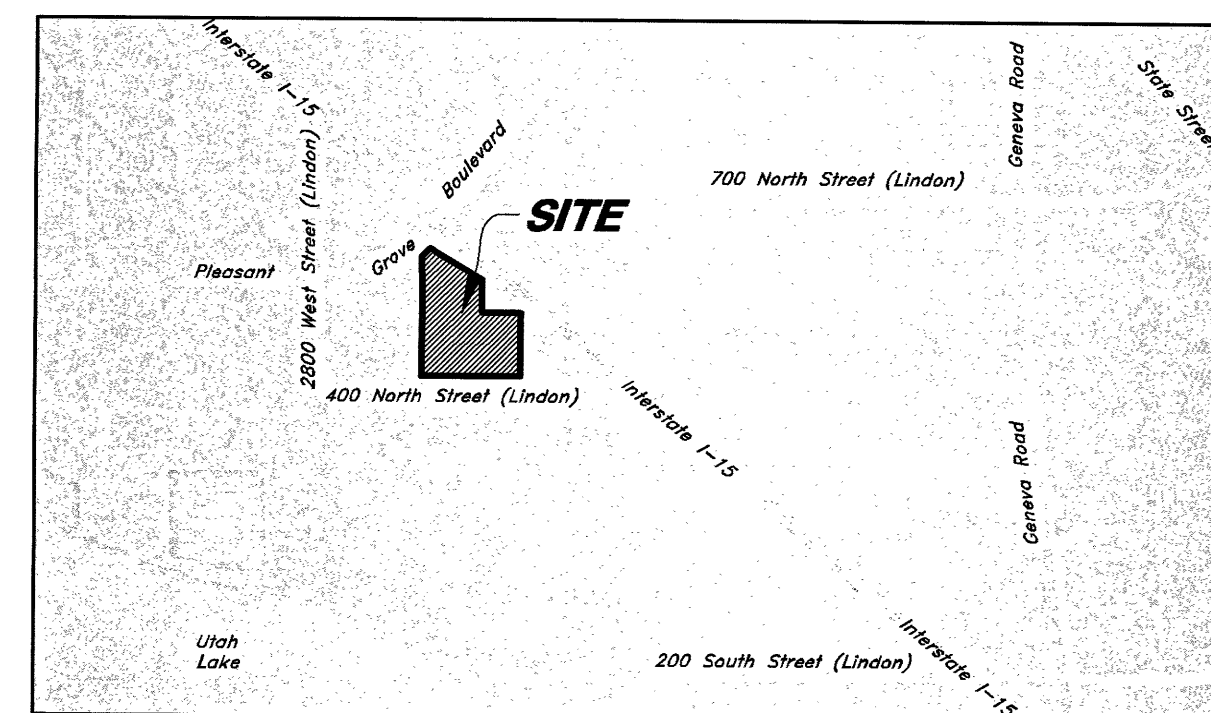 Interstate I-15
Geneva Road
State Street
Boulevard
700 North Street (Lindon)
SITE
2800 West Street (Lindon)
Pleasant
Grove
400 North Street (Lindon)
Interstate I-15
Geneva Road
Utah
Lake
200 South Street (Lindon)
Interstate I-15